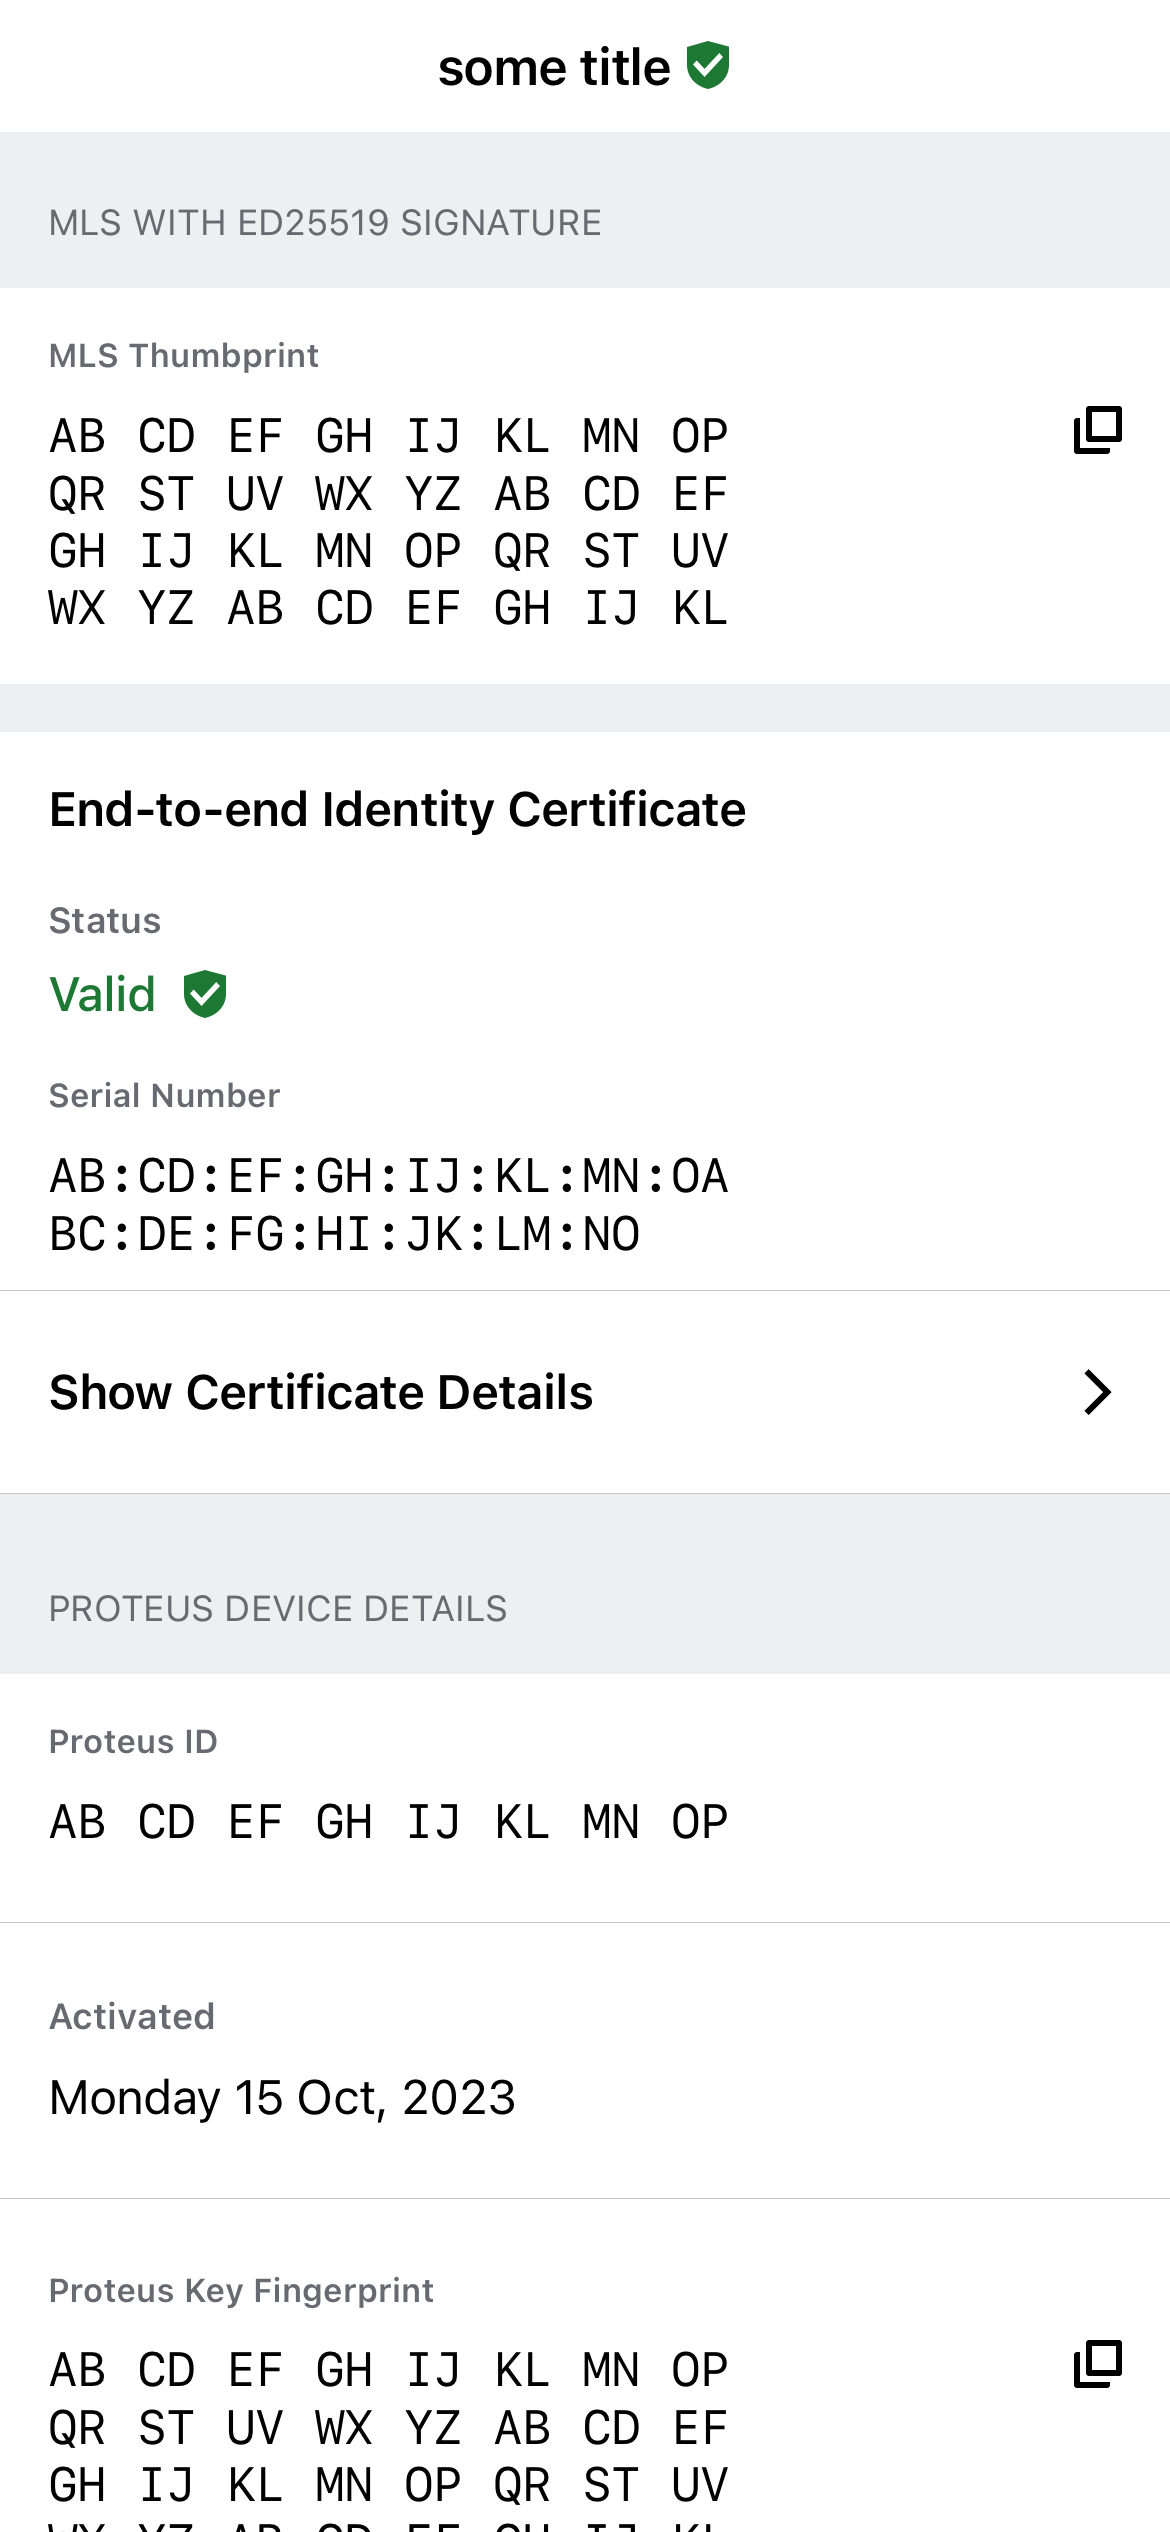 some title
MLS WITH ED25519 SIGNATURE
MLS Thumbprint
AB CD EF GH IJ KL MN OP
QR ST UV WX YZ AB CD EF
GH IJ KL MN OP QR ST UV
WX YZ AB CD EF GH IJ KL
End-to-end Identity Certificate
Status
Valid
Serial Number
AB:CD:EF:GH:IJ:KL:MN:OA
BC:DE:FG:HI:JK:LM:NO
Show Certificate Details
PROTEUS DEVICE DETAILS
Proteus ID
AB CD EF GH IJ KL MN OP
Activated
Monday 15 Oct, 2023
Proteus Key Fingerprint
AB CD EF GH IJ KL MN OP
QR ST UV WX YZ AB CD EF
GH IJ KL MN OP QR ST UV